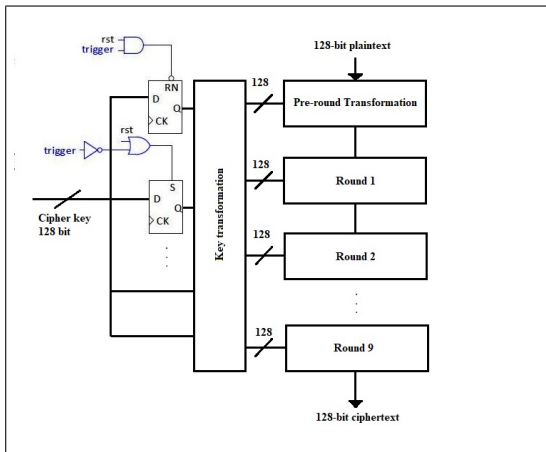 rst
trigger
128-bit plaintext
RN
D
Q
CK
128
Pre-round Transformation
rst
trigger
S
D
Q
CK
Cipher key
128 bit
Key transformation
128
Round 1
128
Round 2
128
Round 9
128-bit ciphertext